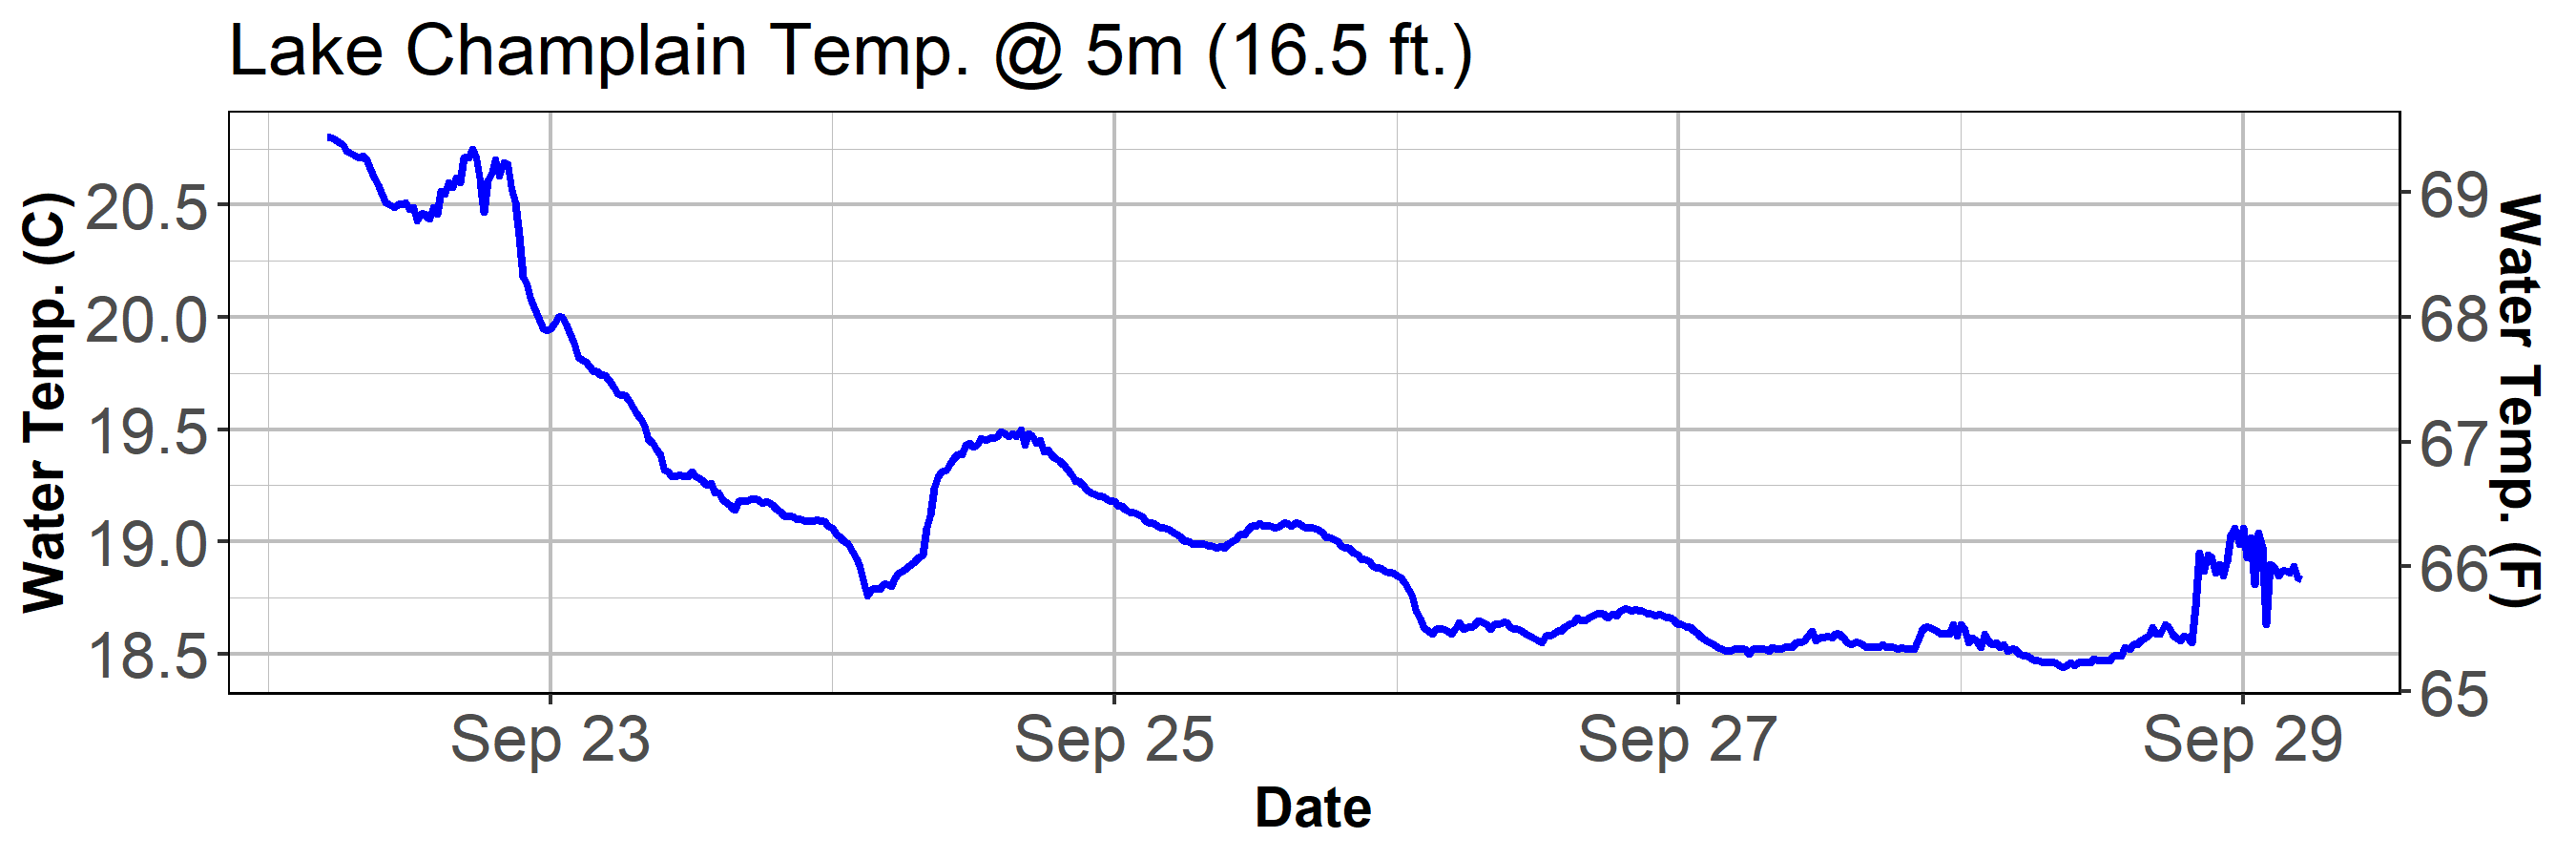 Lake Champlain Temp. @ 5m (16.5 ft.)
Water Temp. (C)
20.5
20.0
19.5
19.0
18.5
69
68
67
66
65
Water Temp. (F)
Sep 23 Sep 25 Sep 27 Sep 29
Date